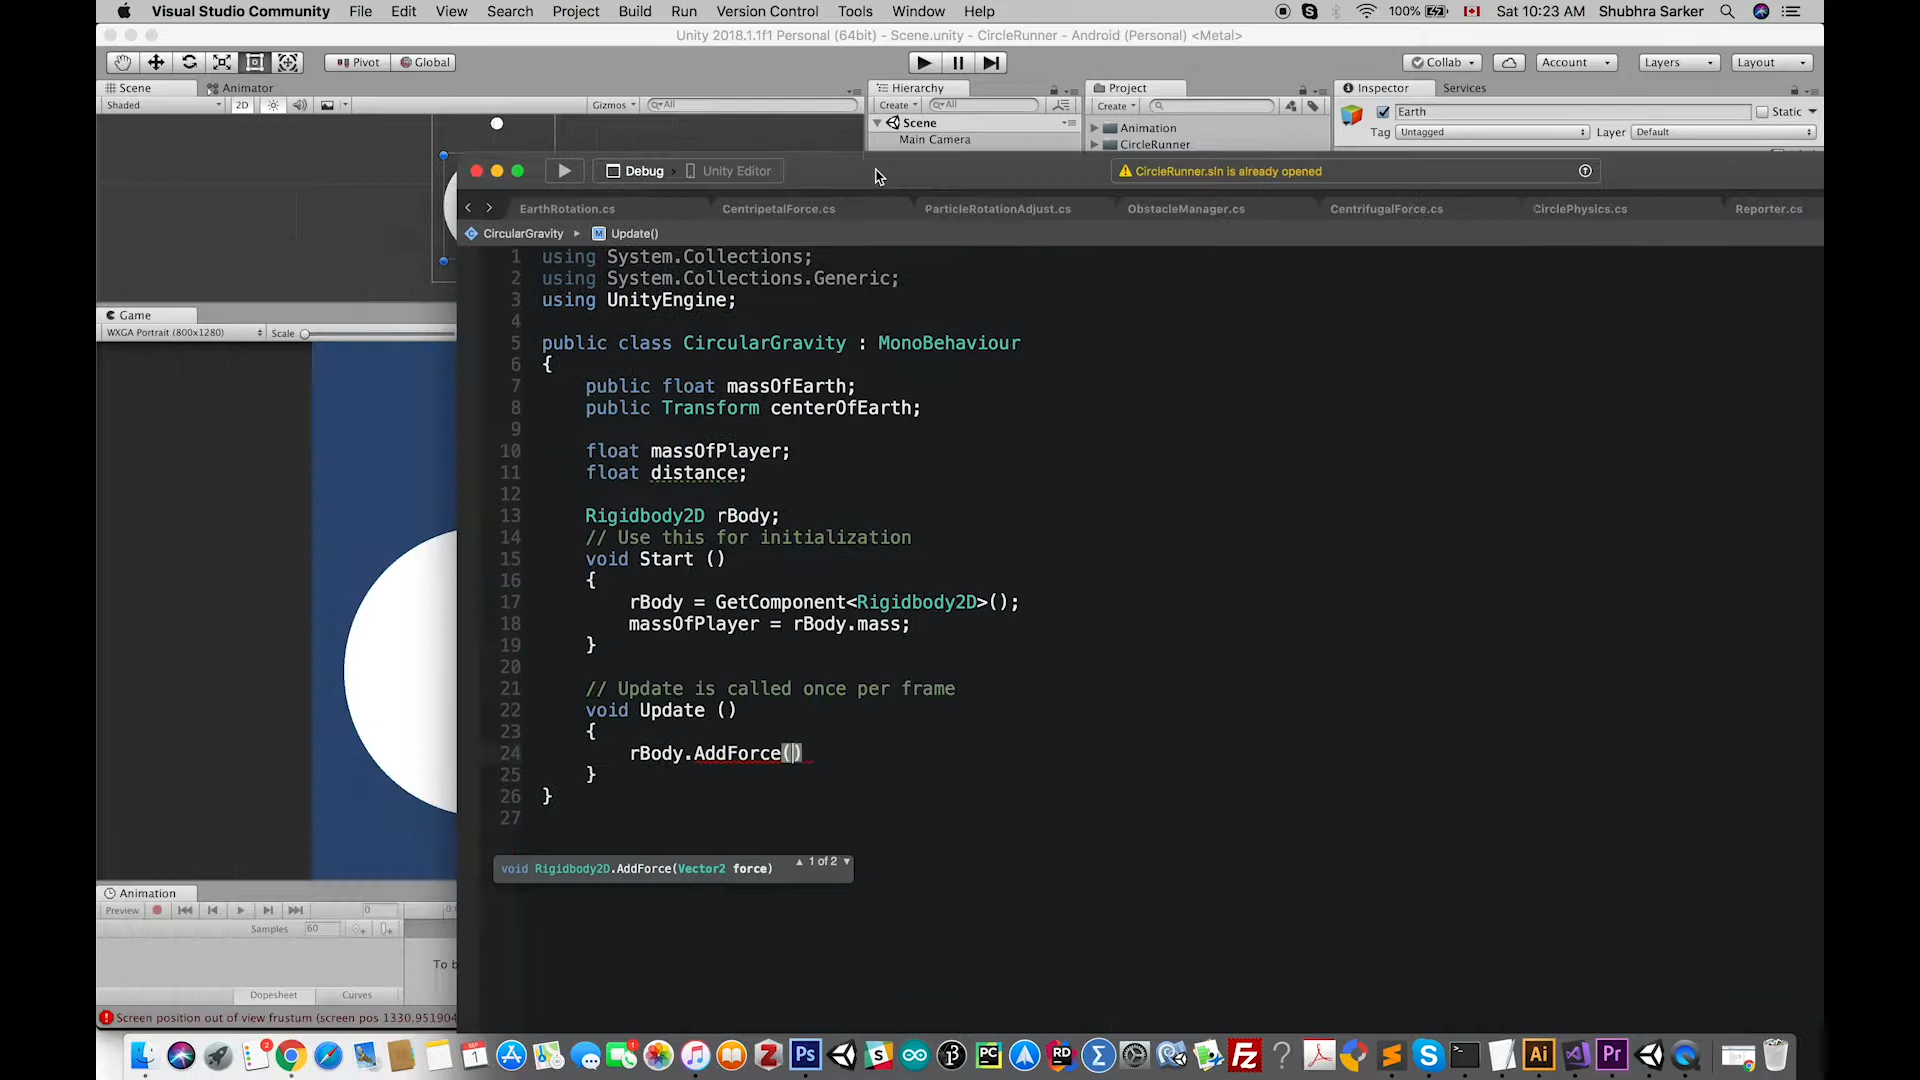 Visual Studio Community File Edit View Search Project Build Run Version Control Tools Window Help 100% Sat 10:23 AM Shubhra Sarker
Unity 2018.1.1f1 Personal (64bit) - Scene.unity - CircleRunner - Android (Personal) <Metal>
Pivot Global Collab Account Layers Layout
Scene Animator Hierarchy Project Inspector Services
Shaded 2D Gizmos All Create All Create Earth Static
Scene Animation Tag Untagged Layer Default
Main Camera CircleRunner
Debug Unity Editor CircleRunner.sln is already opened
EarthRotation.cs CentripetalForce.cs ParticleRotationAdjust.cs ObstacleManager.cs CentrifugalForce.cs CirclePhysics.cs Reporter.cs
CircularGravity M Update()
1 using System.Collections;
2 using System.Collections.Generic;
3 using UnityEngine;
4
5 public class CircularGravity : MonoBehaviour
6 {
7 public float massOfEarth;
8 public Transform centerOfEarth;
9
10 float massOfPlayer;
11 float distance;
12
13 Rigidbody2D rBody;
14 // Use this for initialization
15 void Start ()
16 {
17 rBody = GetComponent<Rigidbody2D>();
18 massOfPlayer = rBody.mass;
19 }
20
21 // Update is called once per frame
22 void Update ()
23 {
24 rBody.AddForce()
25 }
26 }
27
void Rigidbody2D.AddForce(Vector2 force) 1 of 2
Game
WXGA Portrait (800x1280) Scale
Animation
Preview 0
Samples 60
To b
Dopesheet Curves
Screen position out of view frustum (screen pos 1330.951904